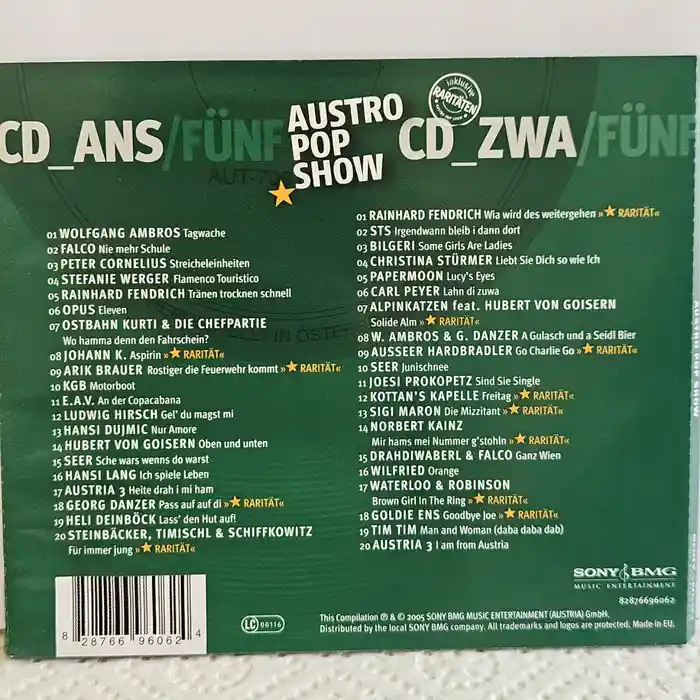 CD_ANS/FÜNF
AUSTRO
POP
SHOW
inklusive
RARITÄTEN
CD_ZWA/FÜNF
01 WOLFGANG AMBROS Tagwache
02 FALCO Nie mehr Schule
03 PETER CORNELIUS Streicheleinheiten
04 STEFANIE WERGER Flamenco Touristico
05 RAINHARD FENDRICH Tränen trocknen schnell
06 OPUS Eleven
07 OSTBAHN KURTI & DIE CHEFPARTIE
Wo hamma denn den Fahrschein?
08 JOHANN K. Aspirin »★ RARITÄT«
09 ARIK BRAUER Rostiger die Feuerwehr kommt »★ RARITÄT«
10 KGB Motorboot
11 E.A.V. An der Copacabana
12 LUDWIG HIRSCH Gel' du magst mi
13 HANSI DUJMIC Nur Amore
14 HUBERT VON GOISERN Oben und unten
15 SEER Sche wars wenns do warst
16 HANSI LANG Ich spiele Leben
17 AUSTRIA 3 Heite drah i mi ham
18 GEORG DANZER Pass auf auf di »★ RARITÄT«
19 HELI DEINBÖCK Lass' den Hut auf!
20 STEINBÄCKER, TIMISCHL & SCHIFFKOWITZ
Für immer jung »★ RARITÄT«
01 RAINHARD FENDRICH Wia wird des weitergehen »★ RARITÄT«
02 STS Irgendwann bleib i dann dort
03 BILGERI Some Girls Are Ladies
04 CHRISTINA STÜRMER Liebt Sie Dich so wie Ich
05 PAPERMOON Lucy's Eyes
06 CARL PEYER Lahn di zuwa
07 ALPINKATZEN feat. HUBERT VON GOISERN
Solide Alm »★ RARITÄT«
08 W. AMBROS & G. DANZER A Gulasch und a Seidl Bier
09 AUSSEER HARDBRADLER Go Charlie Go »★ RARITÄT«
10 SEER Junischnee
11 JOESI PROKOPETZ Sind Sie Single
12 KOTTAN'S KAPELLE Freitag »★ RARITÄT«
13 SIGI MARON Die Mizzitant »★ RARITÄT«
14 NORBERT KAINZ
Mir hams mei Nummer g'stohln »★ RARITÄT«
15 DRAHDIWABERL & FALCO Ganz Wien
16 WILFRIED Orange
17 WATERLOO & ROBINSON
Brown Girl In The Ring »★ RARITÄT«
18 GOLDIE ENS Goodbye Joe »★ RARITÄT«
19 TIM TIM Man and Woman (daba daba dab)
20 AUSTRIA 3 I am from Austria
SONY BMG
MUSIC ENTERTAINMENT
82876696062
8 28766 96062 4
LC 00116
This Compilation ℗ & © 2005 SONY BMG MUSIC ENTERTAINMENT (AUSTRIA) GmbH.
Distributed by the local SONY BMG company. All trademarks and logos are protected. Made in EU.